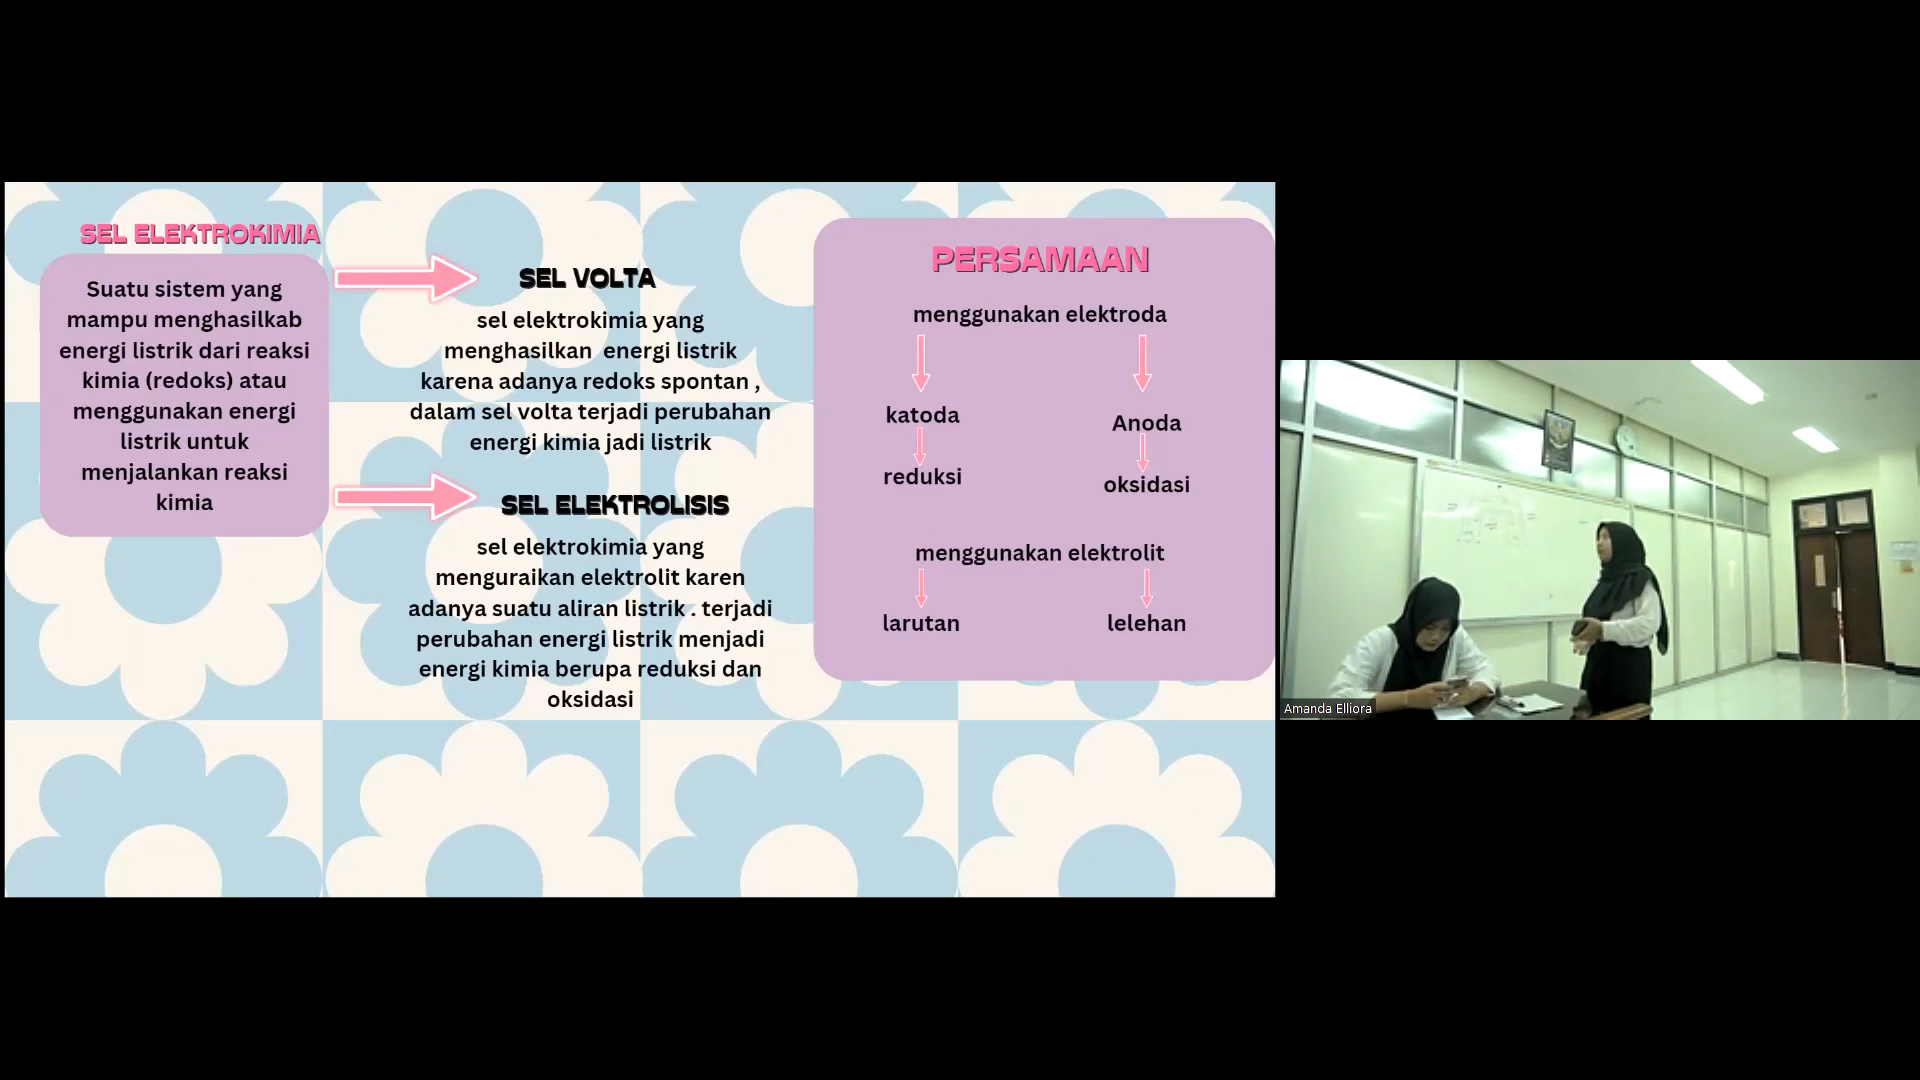 SEL ELEKTROKIMIA
Suatu sistem yang
mampu menghasilkab
energi listrik dari reaksi
kimia (redoks) atau
menggunakan energi
listrik untuk
menjalankan reaksi
kimia
SEL VOLTA
sel elektrokimia yang
menghasilkan energi listrik
karena adanya redoks spontan ,
dalam sel volta terjadi perubahan
energi kimia jadi listrik
SEL ELEKTROLISIS
sel elektrokimia yang
menguraikan elektrolit karen
adanya suatu aliran listrik . terjadi
perubahan energi listrik menjadi
energi kimia berupa reduksi dan
oksidasi
PERSAMAAN
menggunakan elektroda
katoda
Anoda
reduksi
oksidasi
menggunakan elektrolit
larutan
lelehan
Amanda Elliora